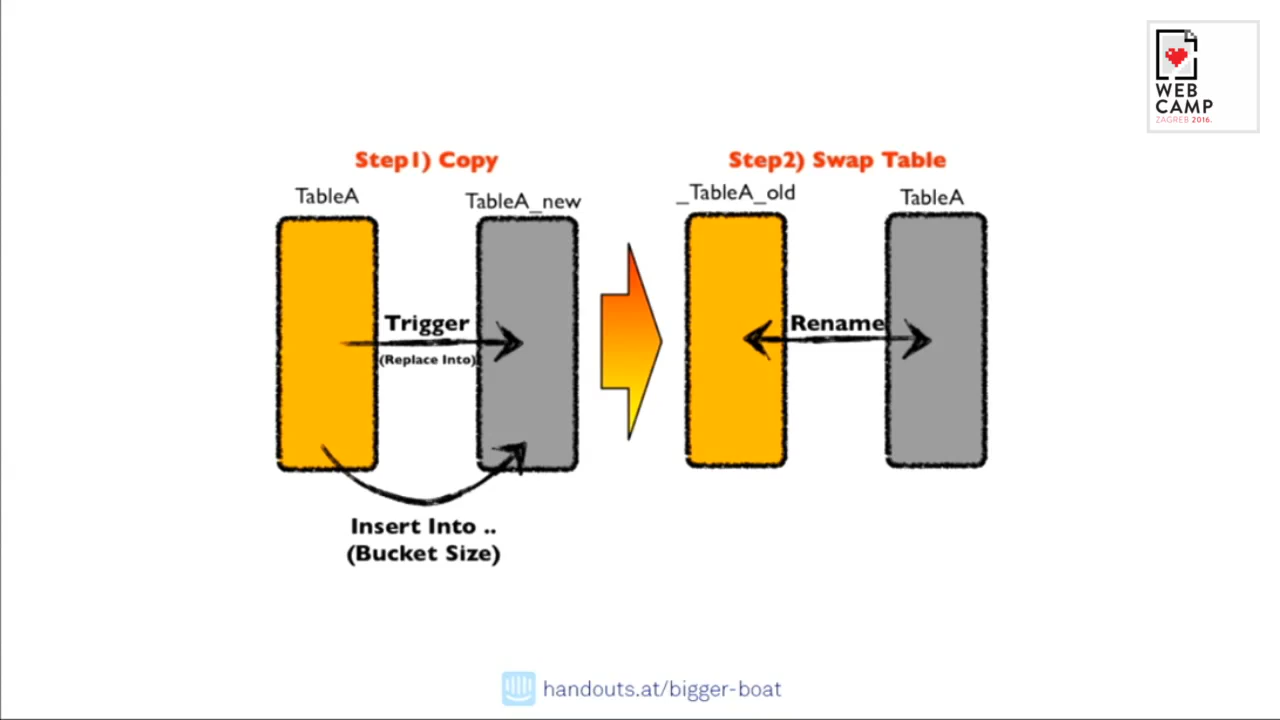 WEB
CAMP
ZAGREB 2016.
Step1) Copy
Step2) Swap Table
TableA
TableA_new
_TableA_old
TableA
Trigger
(Replace Into)
Rename
Insert Into ..
(Bucket Size)
handouts.at/bigger-boat